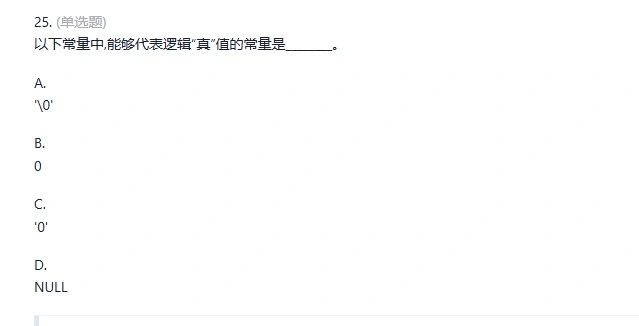 25. (单选题)
以下常量中,能够代表逻辑“真”值的常量是________。
A.
'\0'
B.
0
C.
'0'
D.
NULL